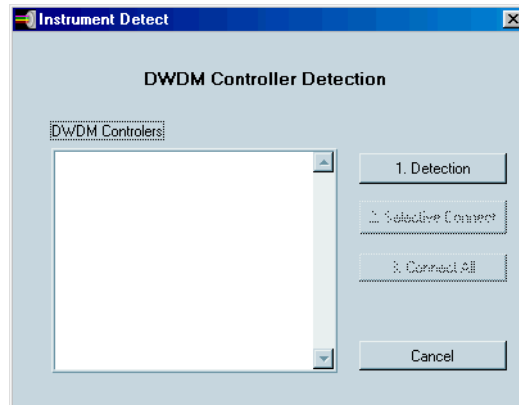 Instrument Detect
DWDM Controller Detection
DWDM Controlers
1. Detection
2. Selective Connect
3. Connect All
Cancel